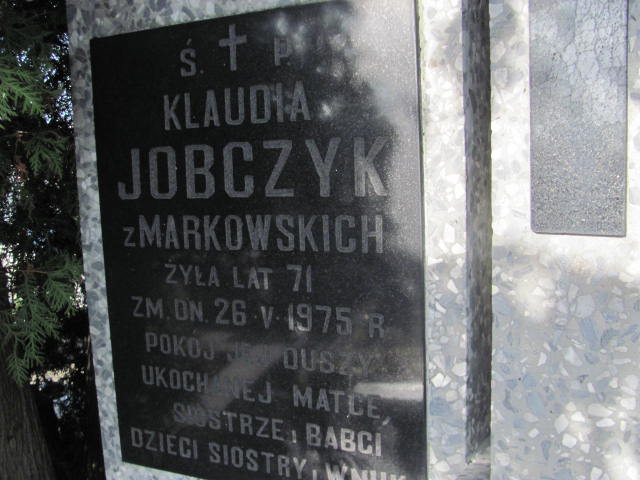 Ś. † P.
KLAUDIA
JOBCZYK
z MARKOWSKICH
ŻYŁA LAT 71
ZM. DN. 26·V·1975 R
POKÓJ JEJ DUSZY
UKOCHANEJ MATCE,
SIOSTRZE i BABCI
DZIECI SIOSTRY i WNUK